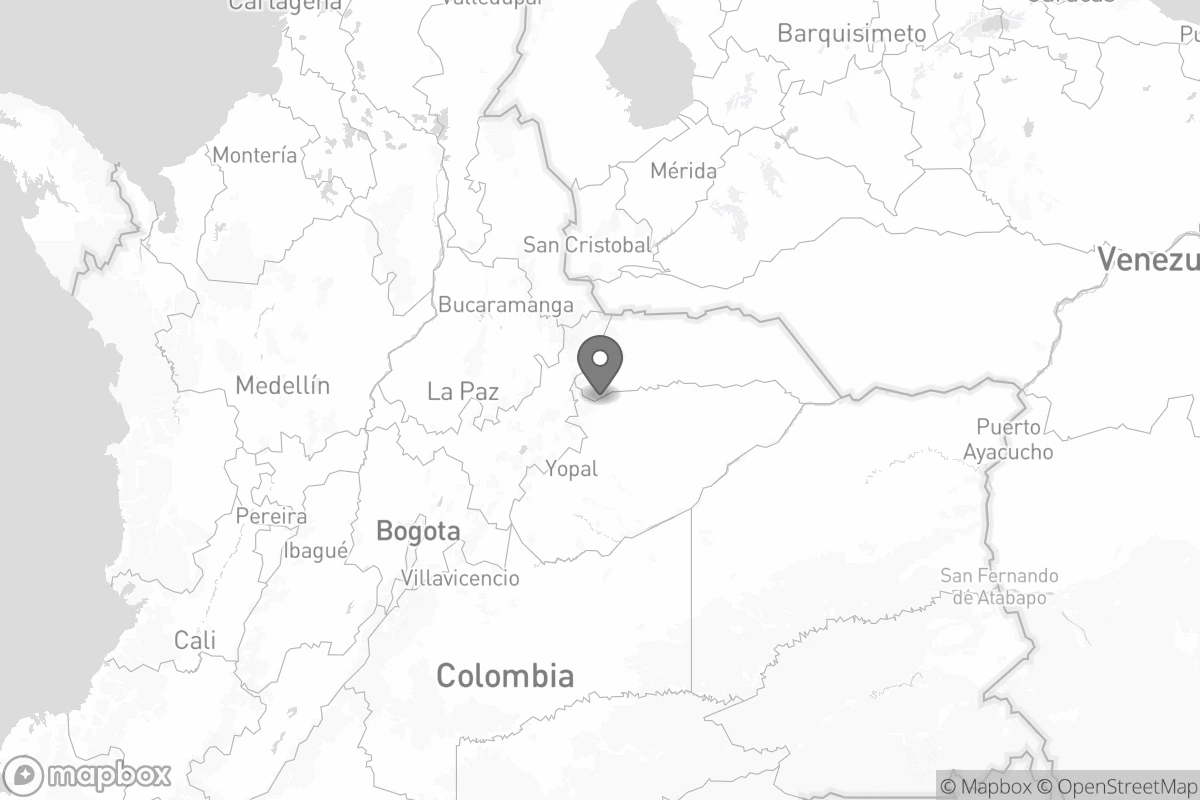 Cartagena
Valledupar
Caracas
Barquisimeto
Montería
Mérida
San Cristobal
Venezu
Bucaramanga
Medellín
La Paz
Puerto
Ayacucho
Yopal
Pereira
Bogota
Ibagué
Villavicencio
San Fernando
de Atabapo
Cali
Colombia
mapbox
© Mapbox © OpenStreetMap